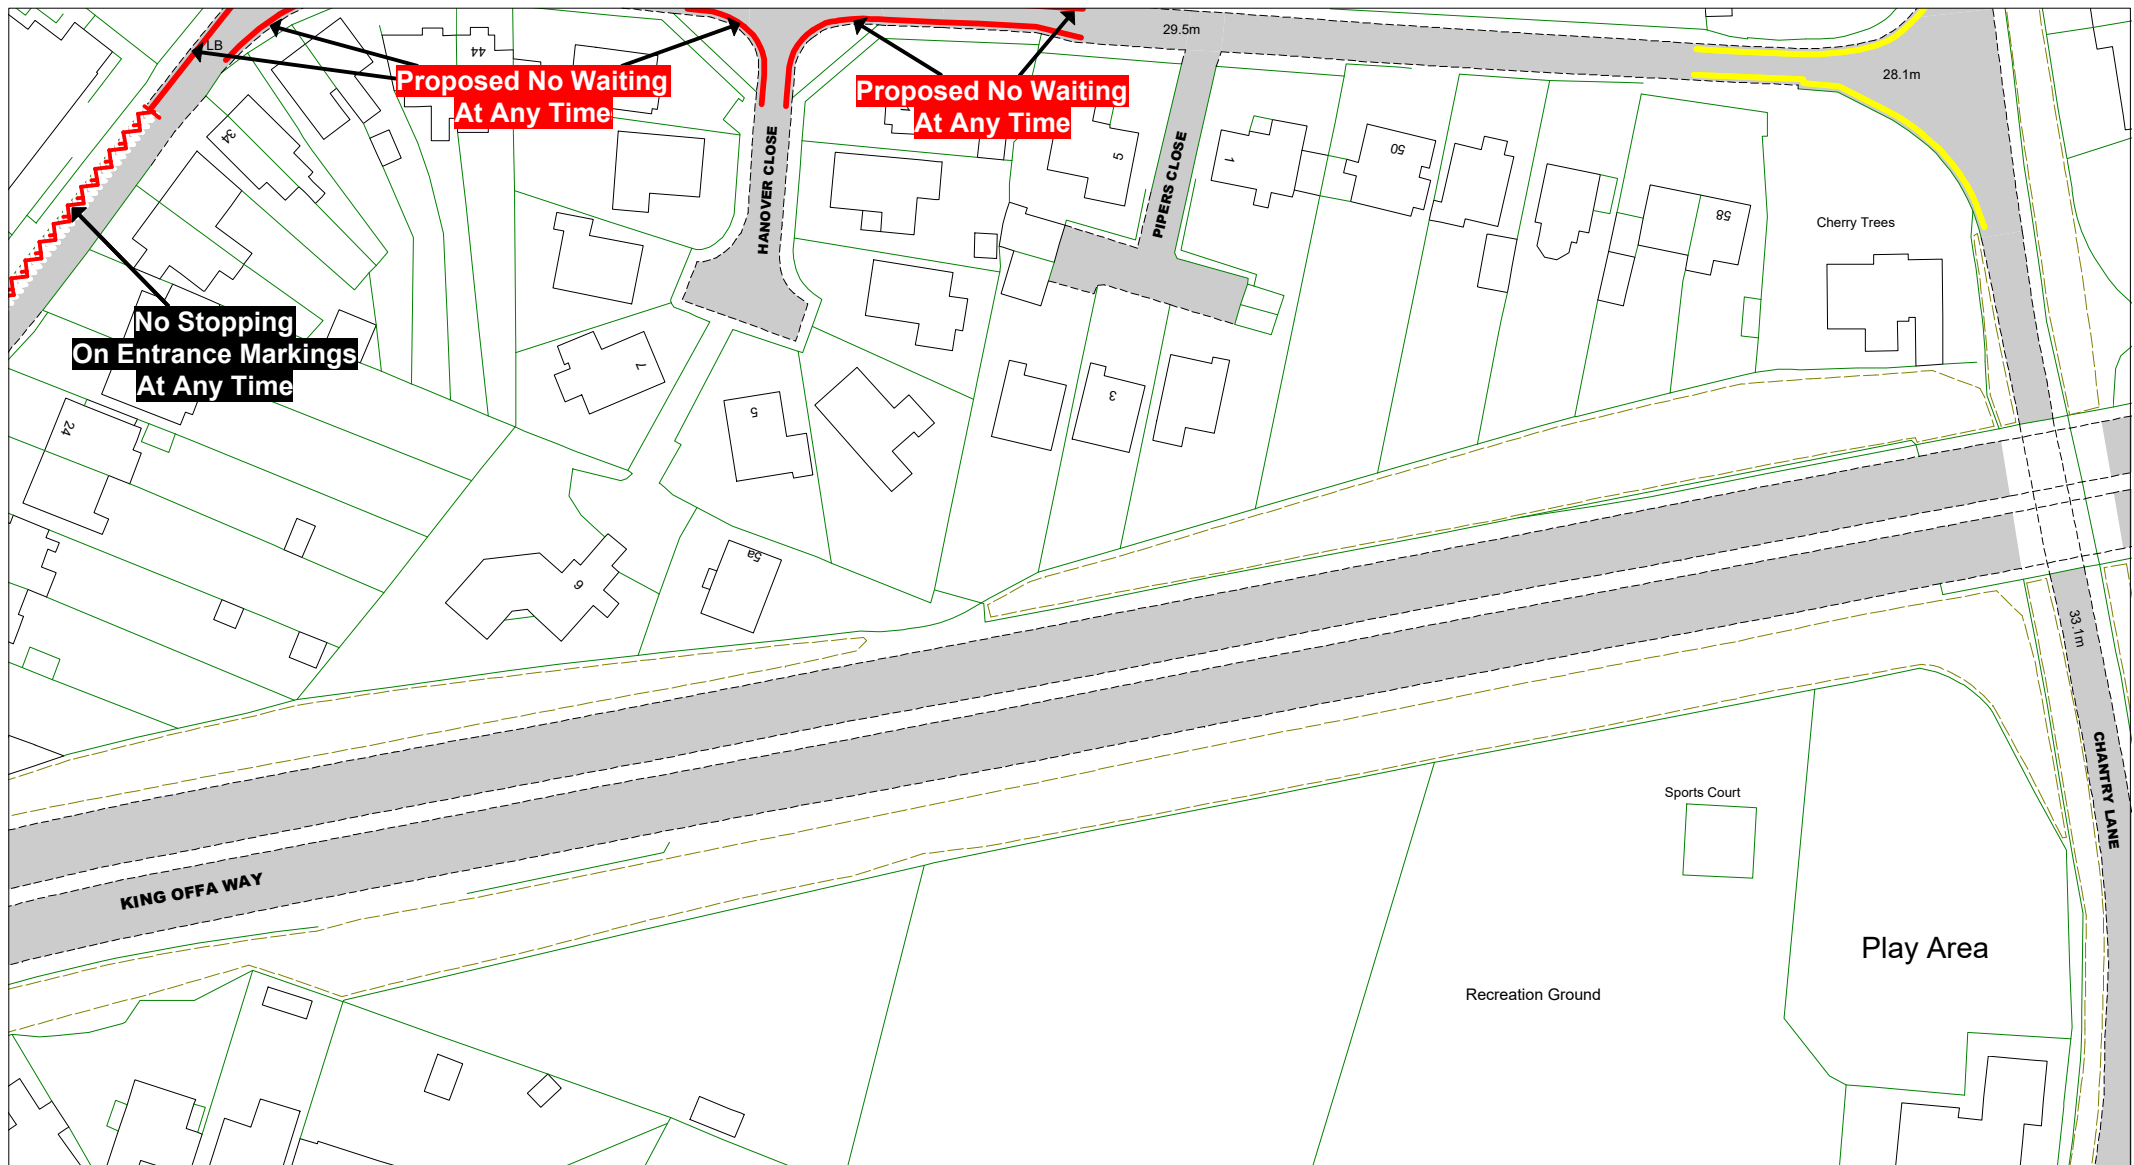 LB
44
29.5m
28.1m
Proposed No Waiting
At Any Time
Proposed No Waiting
At Any Time
34
HANOVER CLOSE
PIPERS CLOSE
5
1
50
58
Cherry Trees
No Stopping
On Entrance Markings
At Any Time
24
7
5
3
5a
6
33.1m
CHANTRY LANE
KING OFFA WAY
Sports Court
Play Area
Recreation Ground